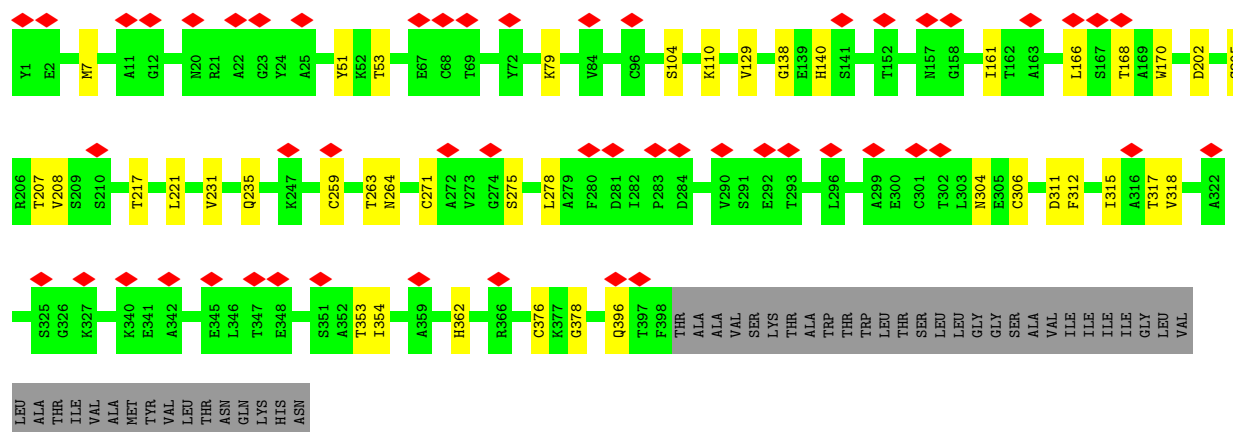 Y1 E2 M7 A11 G12 N20 R21 A22 G23 Y24 A25 Y51 K52 T53 E67 C68 T69 Y72 K79 V84 C96 S104 K110 V129 G138 E139 H140 S141 T152 N157 G158 I161 T162 A163 L166 S167 T168 A169 W170 D202
R206 T207 V208 S209 S210 T217 L221 V231 Q235 K247 C259 T263 N264 C271 A272 V273 G274 S275 L278 A279 F280 D281 I282 P283 D284 V290 S291 E292 T293 L296 A299 E300 C301 T302 L303 N304 E305 C306 D311 F312 I315 A316 T317 V318 A322
S325 G326 K327 K340 E341 A342 E345 L346 T347 E348 S351 A352 T353 I354 A359 H362 R366 C376 K377 G378 Q396 T397 F398 THR ALA ALA VAL SER LYS THR ALA TRP THR TRP LEU THR SER LEU LEU GLY GLY SER ALA VAL ILE ILE ILE ILE GLY LEU VAL
LEU ALA THR ILE VAL ALA MET TYR VAL LEU THR ASN GLN LYS HIS ASN